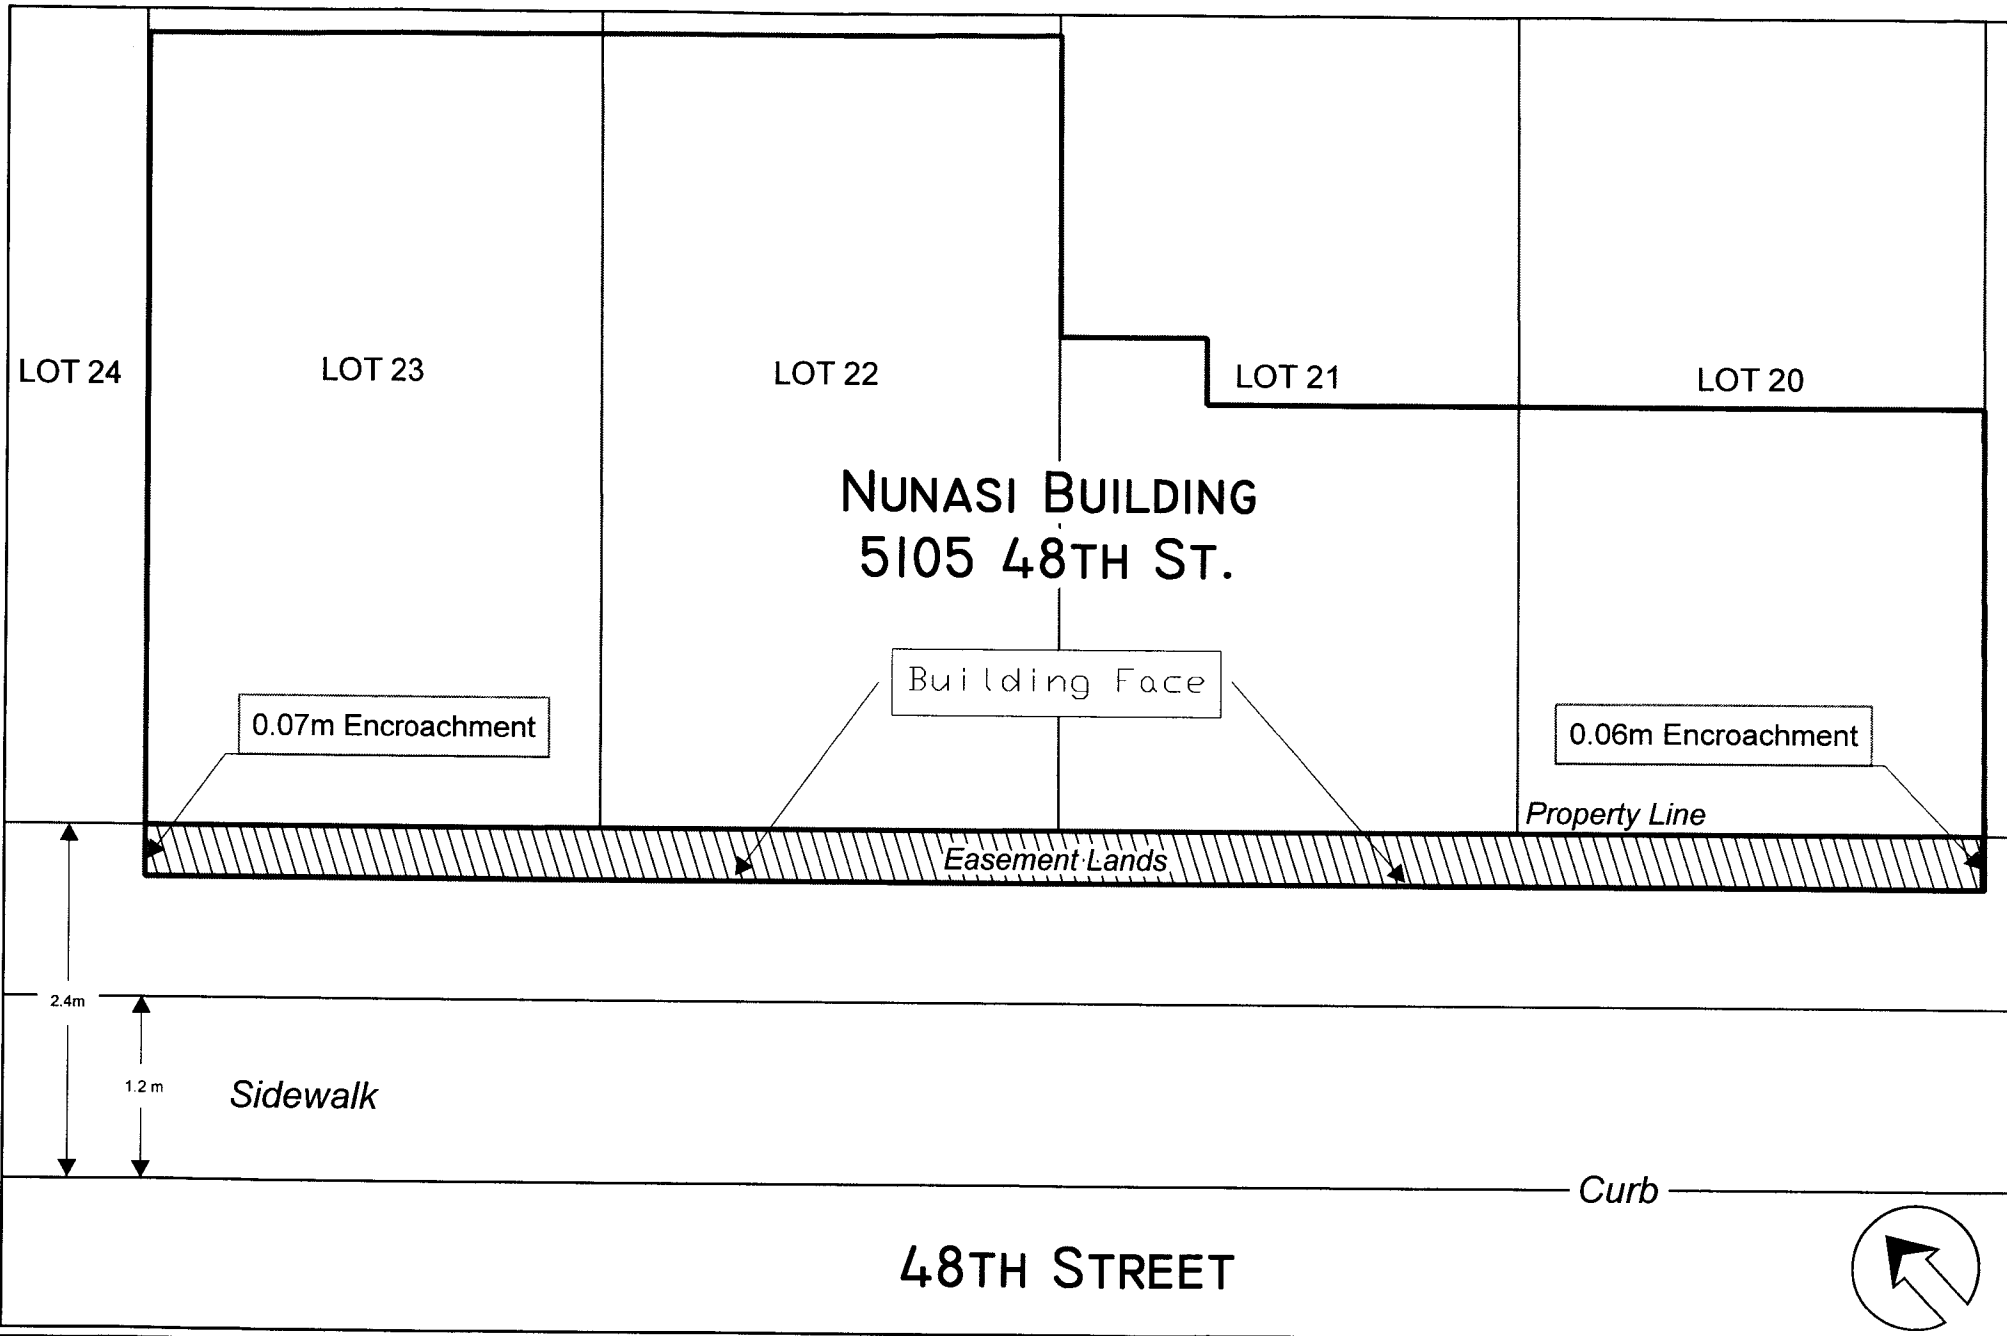 LOT 24
LOT 23
LOT 22
LOT 21
LOT 20
NUNASI BUILDING
5105 48TH ST.
Building Face
0.07m Encroachment
0.06m Encroachment
Property Line
Easement Lands
2.4m
1.2 m
Sidewalk
Curb
48TH STREET